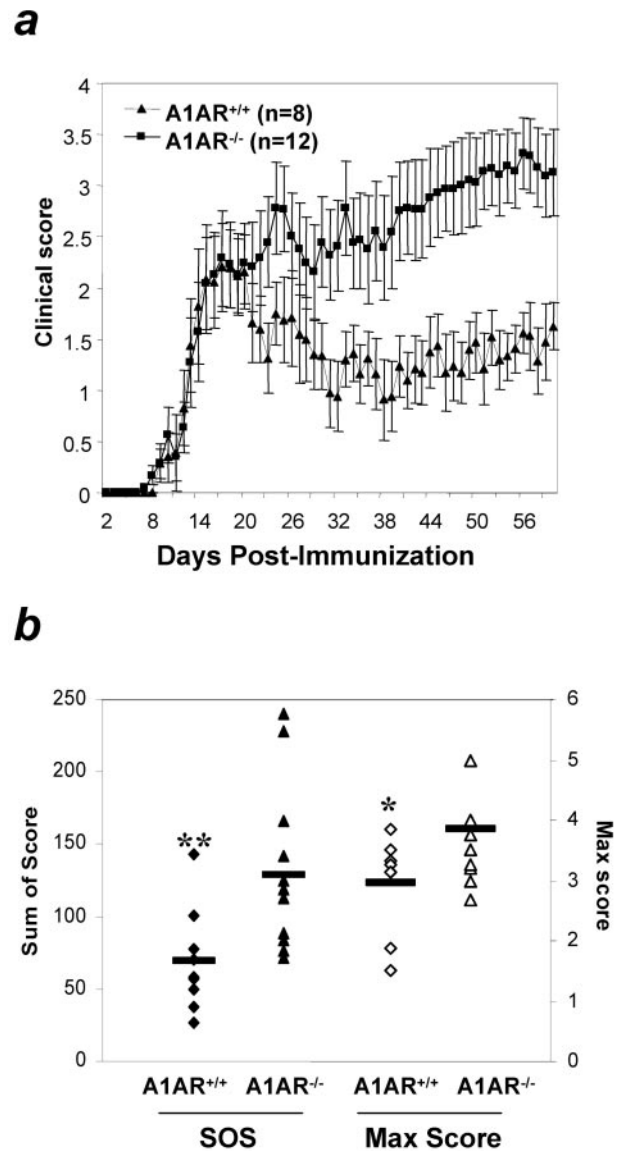 a
4
3.5
3
2.5
2
1.5
1
0.5
0
Clinical score
A1AR+/+ (n=8)
A1AR-/- (n=12)
2 8 14 20 26 32 38 44 50 56
Days Post-Immunization
b
250
200
150
100
50
0
Sum of Score
**
*
6
5
4
3
2
1
0
Max score
A1AR+/+ A1AR-/- A1AR+/+ A1AR-/-
SOS Max Score